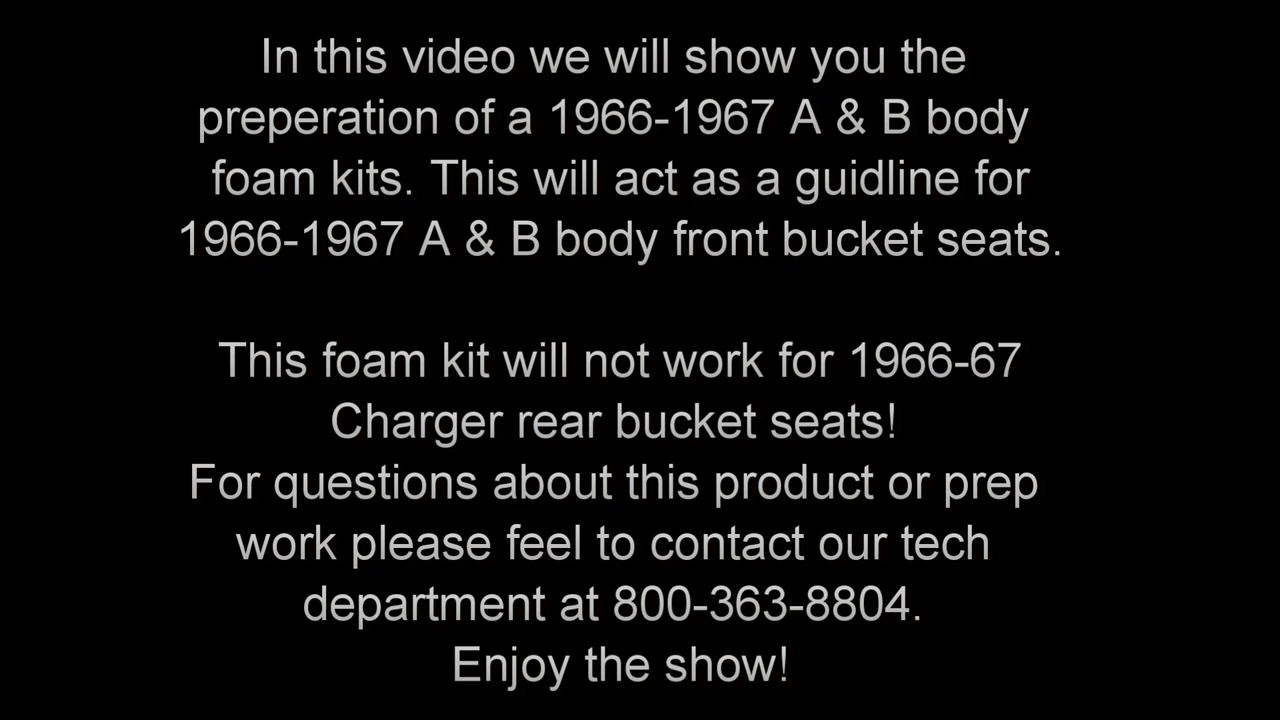 In this video we will show you the
preperation of a 1966-1967 A & B body
foam kits. This will act as a guidline for
1966-1967 A & B body front bucket seats.
This foam kit will not work for 1966-67
Charger rear bucket seats!
For questions about this product or prep
work please feel to contact our tech
department at 800-363-8804.
Enjoy the show!